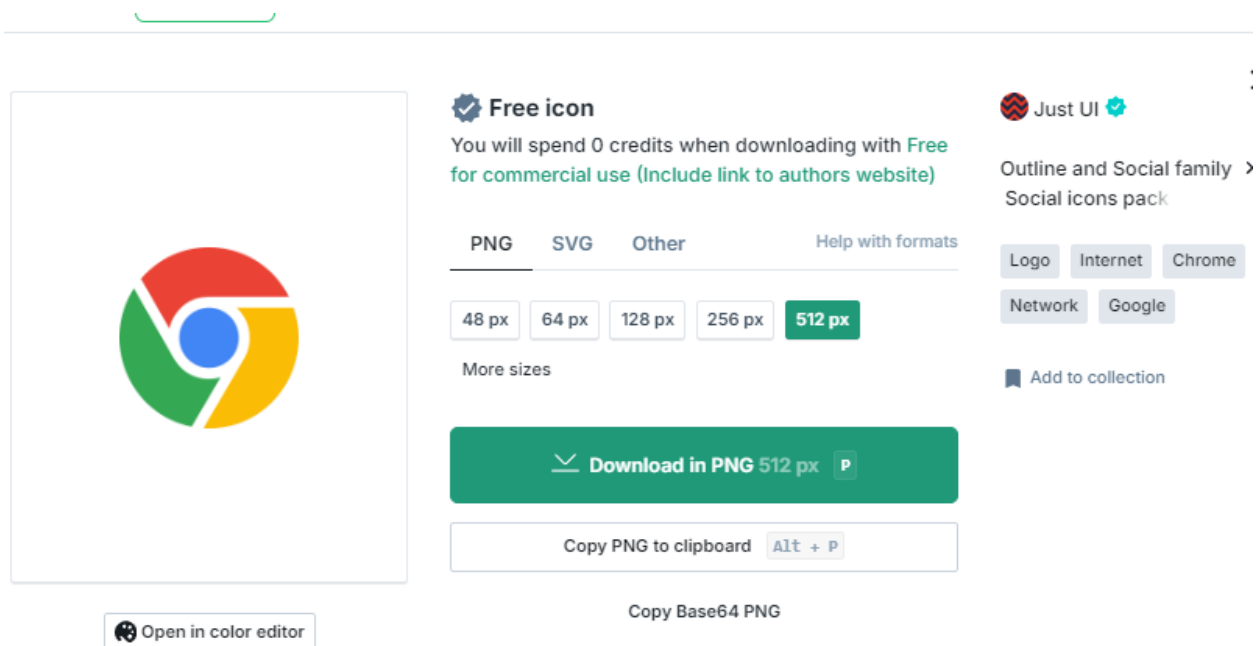 Free icon
You will spend 0 credits when downloading with Free
for commercial use (Include link to authors website)
PNG SVG Other Help with formats
48 px 64 px 128 px 256 px 512 px
More sizes
Download in PNG 512 px P
Copy PNG to clipboard Alt + P
Copy Base64 PNG
Open in color editor
Just UI
Outline and Social family
Social icons pack
Logo Internet Chrome
Network Google
Add to collection